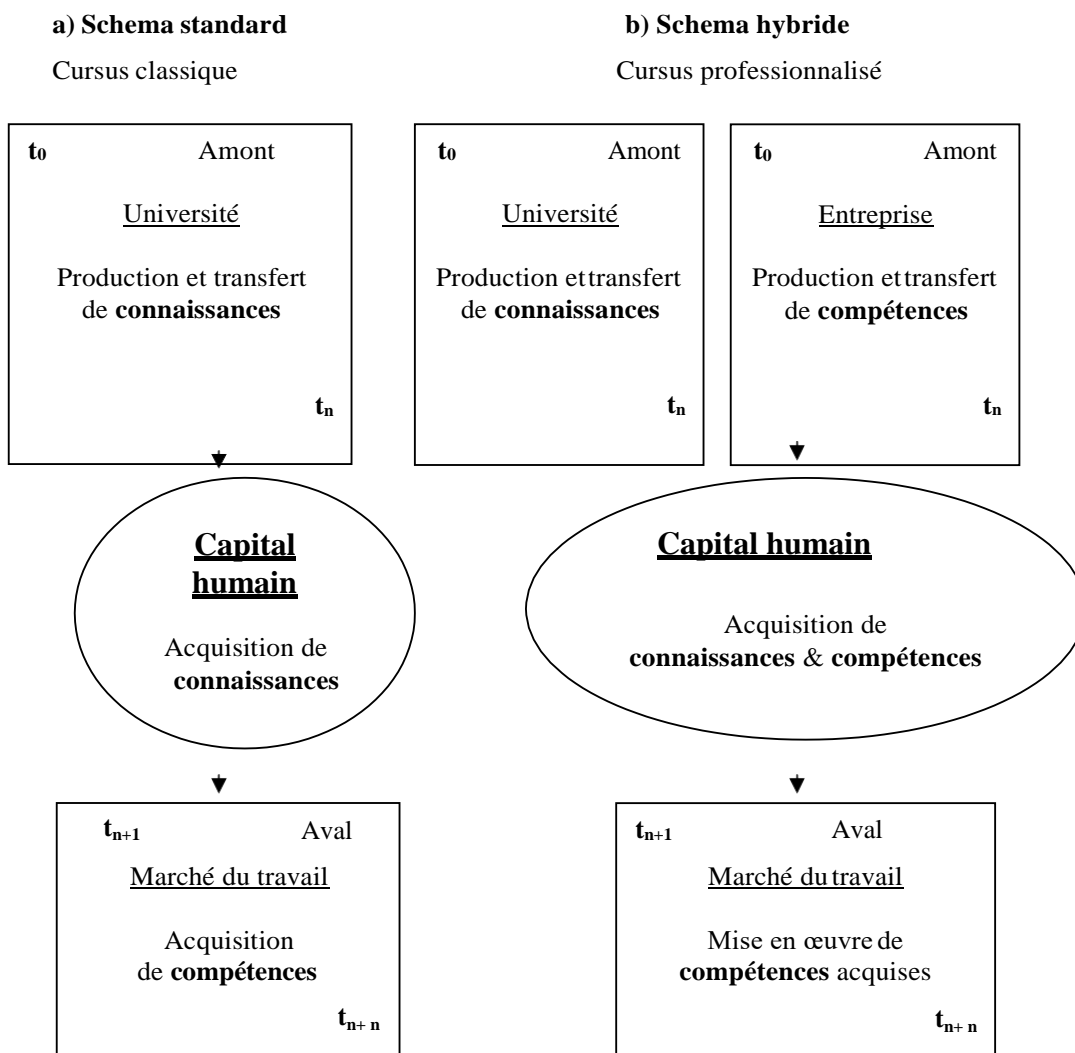 a) Schema standard
Cursus classique
b) Schema hybride
Cursus professionnalisé
t0 Amont
Université
Production et transfert
de connaissances
tn
t0 Amont
Université
Production et transfert
de connaissances
tn
t0 Amont
Entreprise
Production et transfert
de compétences
tn
Capital
humain
Acquisition de
connaissances
Capital humain
Acquisition de
connaissances & compétences
tn+1 Aval
Marché du travail
Acquisition
de compétences
tn+ n
tn+1 Aval
Marché du travail
Mise en œuvre de
compétences acquises
tn+ n